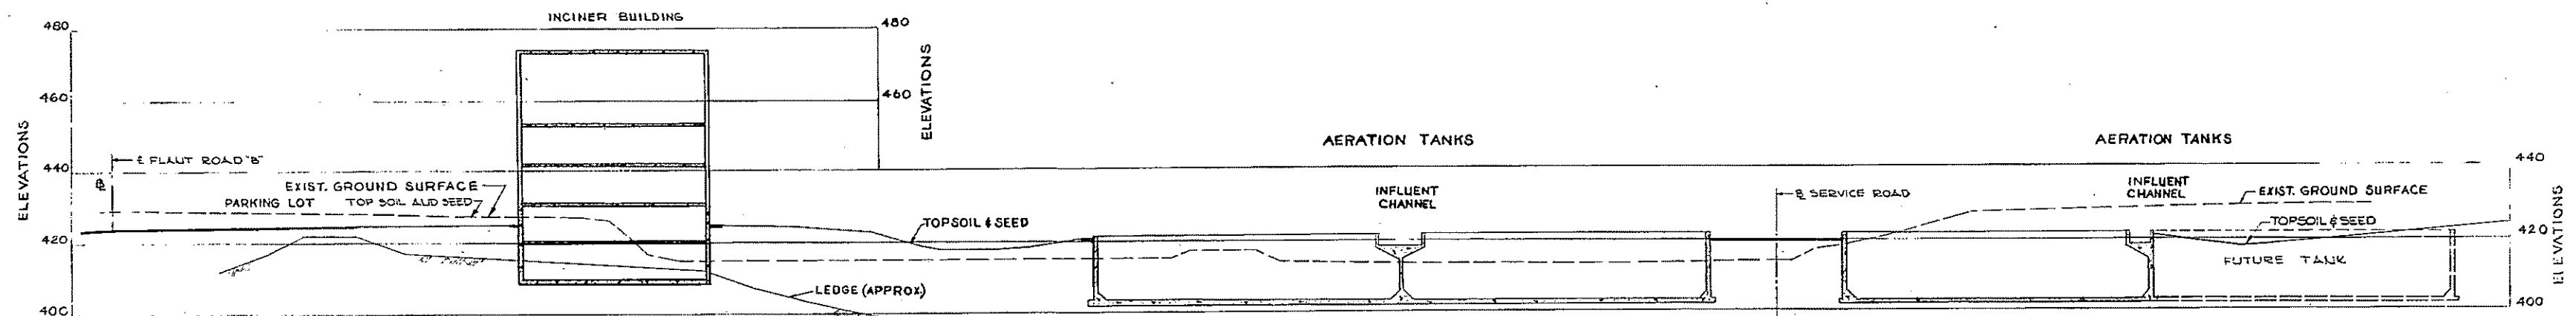 INCINER BUILDING
480
480
ELEVATIONS
460
460
AERATION TANKS
AERATION TANKS
℄ PLANT ROAD "B"
440
440
ELEVATIONS
℄
EXIST. GROUND SURFACE
PARKING LOT
TOP SOIL AND SEED
INFLUENT
CHANNEL
℄ SERVICE ROAD
INFLUENT
CHANNEL
EXIST. GROUND SURFACE
TOPSOIL & SEED
TOPSOIL & SEED
420
420
ELEVATIONS
FUTURE TANK
LEDGE (APPROX.)
400
400